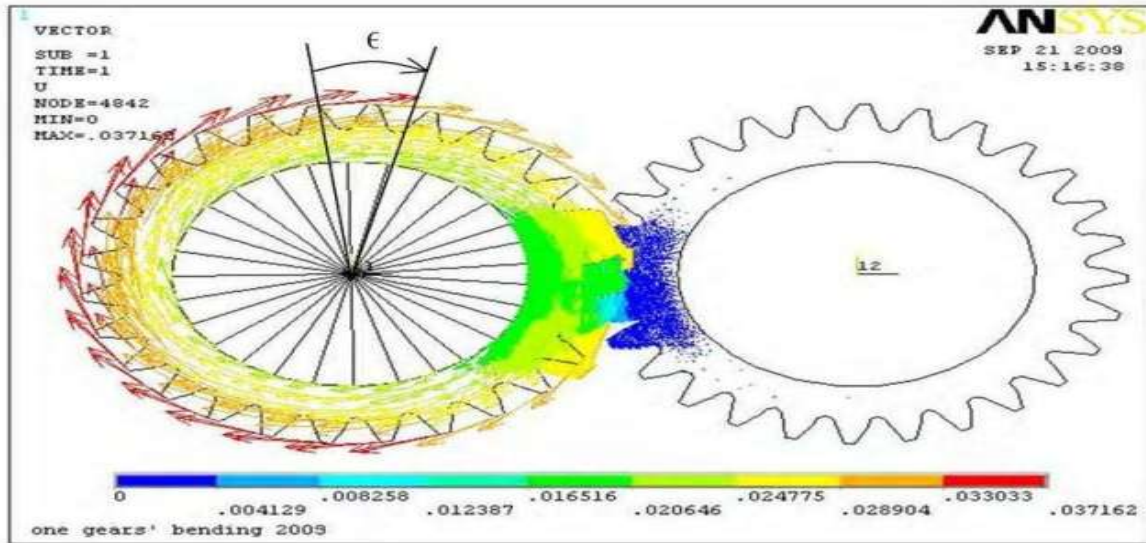 1
VECTOR
SUB =1
TIME=1
U
NODE=4842
MIN=0
MAX=.037162
ϵ
ANSYS
SEP 21 2009
15:16:38
12
0 .008258 .016516 .024775 .033033
.004129 .012387 .020646 .028904 .037162
one gears' bending 2009